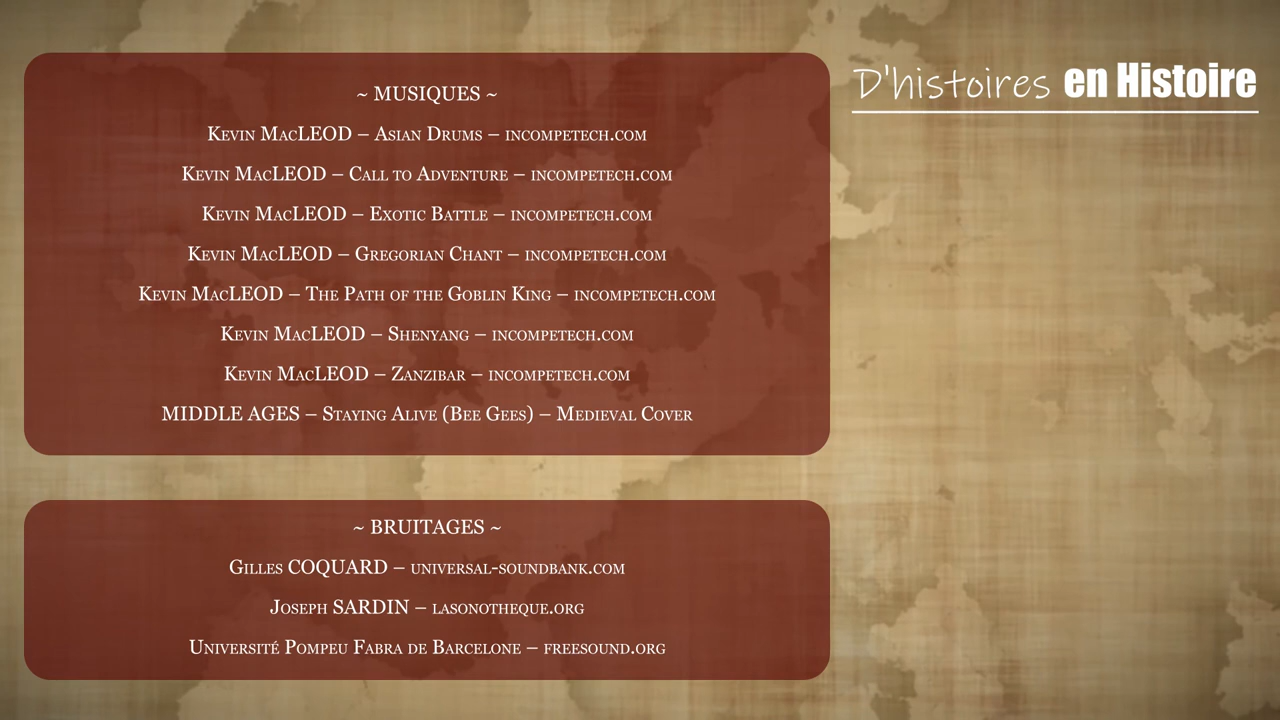 D'histoires en Histoire
~ MUSIQUES ~
Kevin MacLEOD – Asian Drums – incompetech.com
Kevin MacLEOD – Call to Adventure – incompetech.com
Kevin MacLEOD – Exotic Battle – incompetech.com
Kevin MacLEOD – Gregorian Chant – incompetech.com
Kevin MacLEOD – The Path of the Goblin King – incompetech.com
Kevin MacLEOD – Shenyang – incompetech.com
Kevin MacLEOD – Zanzibar – incompetech.com
MIDDLE AGES – Staying Alive (Bee Gees) – Medieval Cover
~ BRUITAGES ~
Gilles COQUARD – universal-soundbank.com
Joseph SARDIN – lasonotheque.org
Université Pompeu Fabra de Barcelone – freesound.org